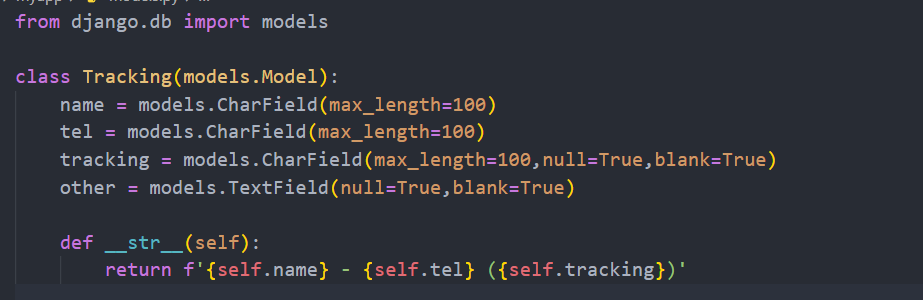 from django.db import models
class Tracking(models.Model):
    name = models.CharField(max_length=100)
    tel = models.CharField(max_length=100)
    tracking = models.CharField(max_length=100,null=True,blank=True)
    other = models.TextField(null=True,blank=True)
    def __str__(self):
        return f'{self.name} - {self.tel} ({self.tracking})'